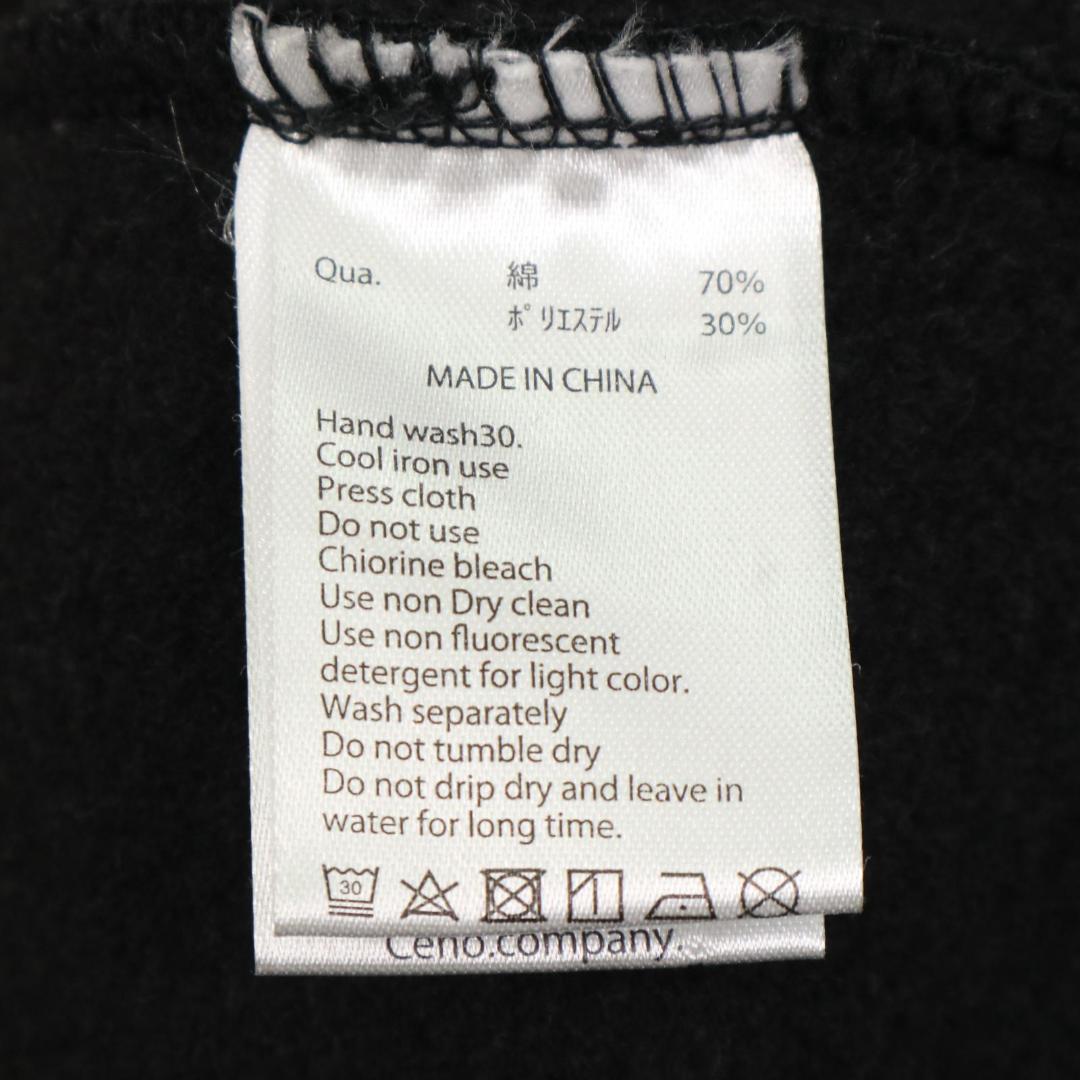 Qua. 綿 70%
ﾎﾟﾘｴｽﾃﾙ 30%
MADE IN CHINA
Hand wash30.
Cool iron use
Press cloth
Do not use
Chiorine bleach
Use non Dry clean
Use non fluorescent
detergent for light color.
Wash separately
Do not tumble dry
Do not drip dry and leave in
water for long time.
30
Ceno.company.